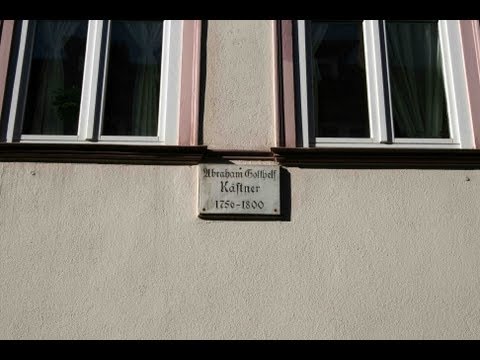 Abraham Gotthelf
Kästner
1756-1800